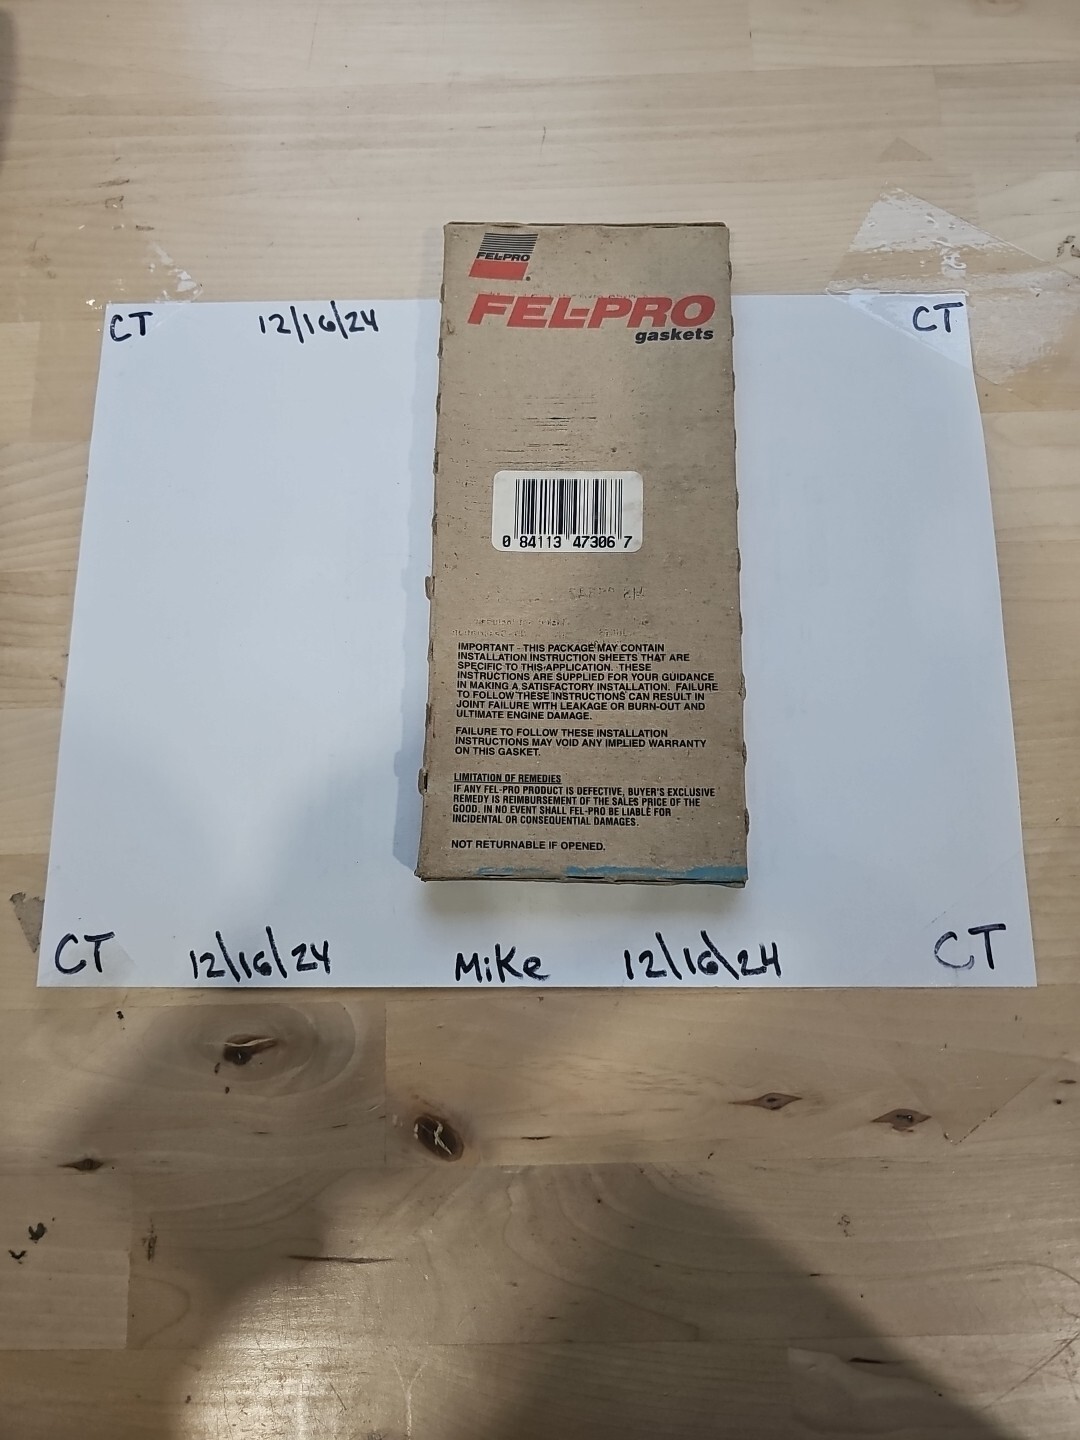 FEL-PRO
FEL-PRO
gaskets
CT 12/16/24 CT
0 84113 47306 7
IMPORTANT - THIS PACKAGE MAY CONTAIN
INSTALLATION INSTRUCTION SHEETS THAT ARE
SPECIFIC TO THIS APPLICATION. THESE
INSTRUCTIONS ARE SUPPLIED FOR YOUR GUIDANCE
IN MAKING A SATISFACTORY INSTALLATION. FAILURE
TO FOLLOW THESE INSTRUCTIONS CAN RESULT IN
JOINT FAILURE WITH LEAKAGE OR BURN-OUT AND
ULTIMATE ENGINE DAMAGE.
FAILURE TO FOLLOW THESE INSTALLATION
INSTRUCTIONS MAY VOID ANY IMPLIED WARRANTY
ON THIS GASKET.
LIMITATION OF REMEDIES
IF ANY FEL-PRO PRODUCT IS DEFECTIVE, BUYER'S EXCLUSIVE
REMEDY IS REIMBURSEMENT OF THE SALES PRICE OF THE
GOOD. IN NO EVENT SHALL FEL-PRO BE LIABLE FOR
INCIDENTAL OR CONSEQUENTIAL DAMAGES.
NOT RETURNABLE IF OPENED.
CT 12/16/24 MiKe 12/16/24 CT